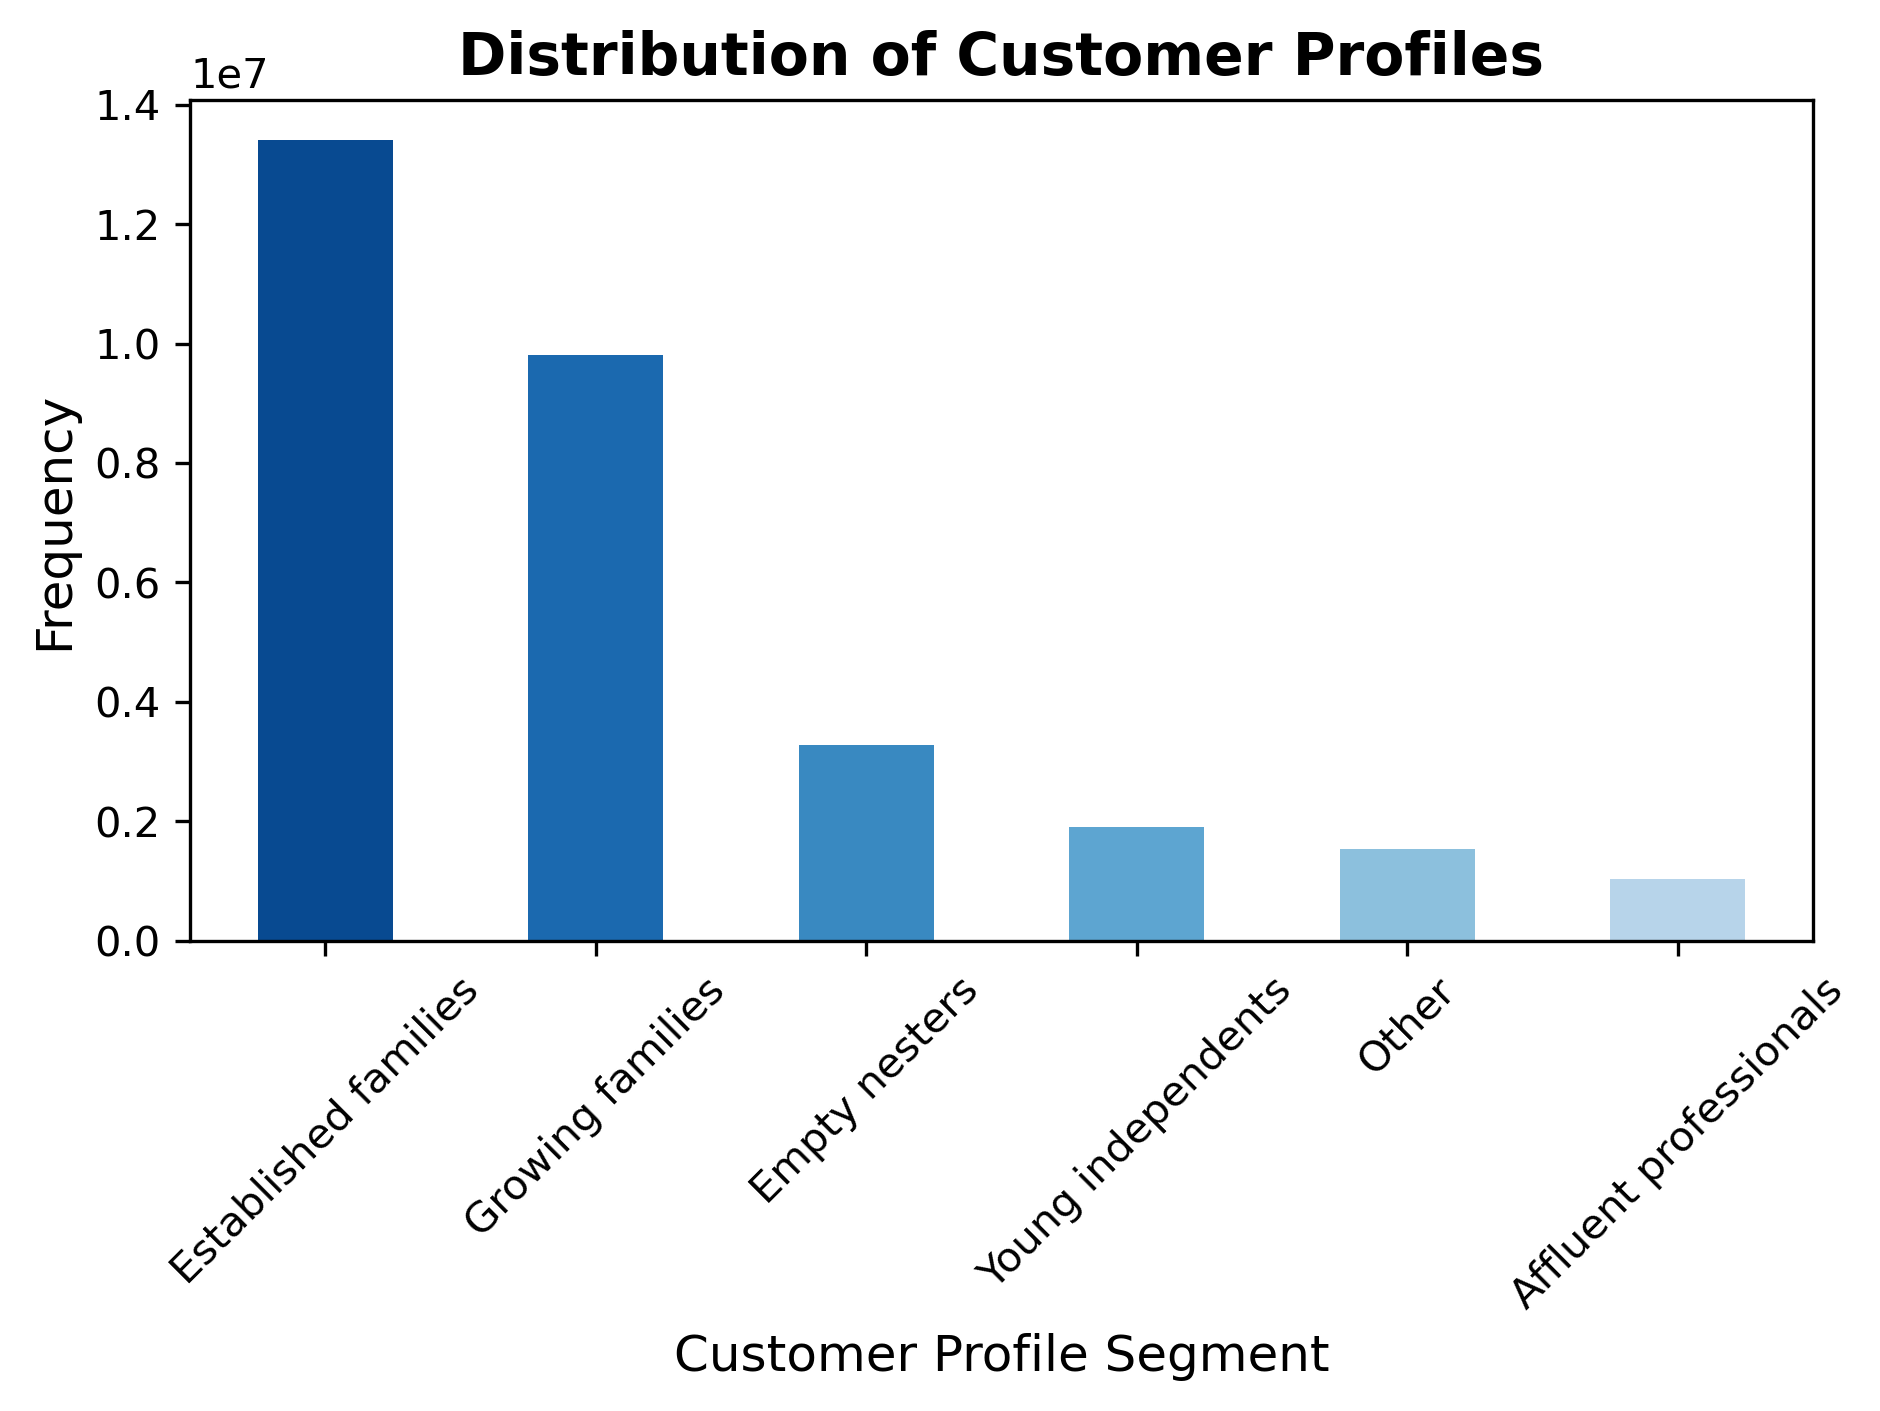 Distribution of Customer Profiles
1e7
1.4
1.2
1.0
0.8
0.6
0.4
0.2
0.0
Frequency
Established families
Growing families
Empty nesters
Young independents
Other
Affluent professionals
Customer Profile Segment